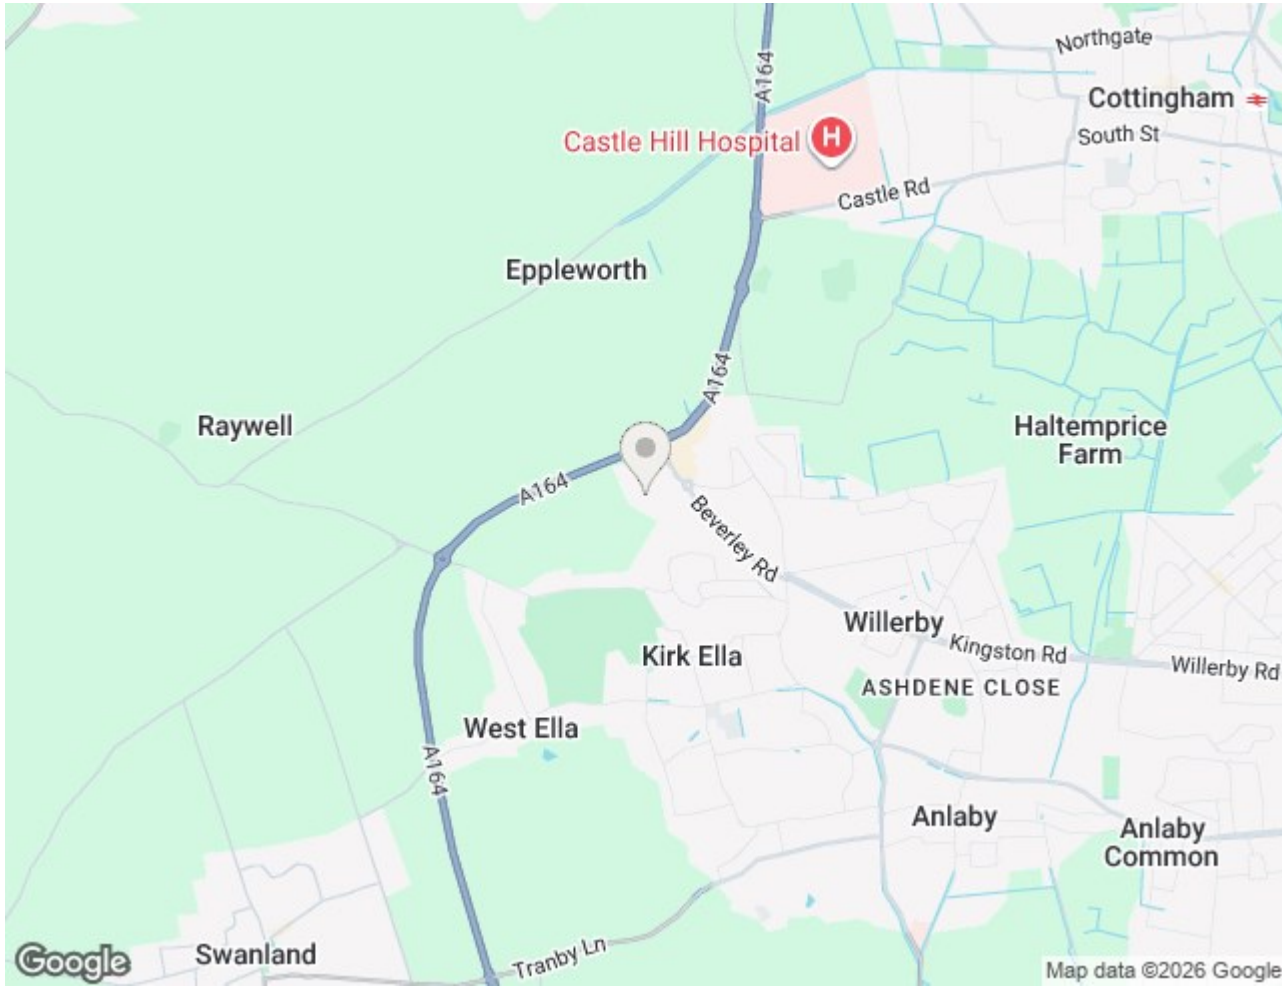 Northgate
A164
Cottingham
South St
Castle Hill Hospital
H
Castle Rd
Eppleworth
A164
Raywell
Haltemprice
Farm
A164
Beverley Rd
Willerby
Kingston Rd
Willerby Rd
Kirk Ella
ASHDENE CLOSE
West Ella
A164
Anlaby
Anlaby
Common
Swanland
Tranby Ln
Google
Map data ©2026 Google